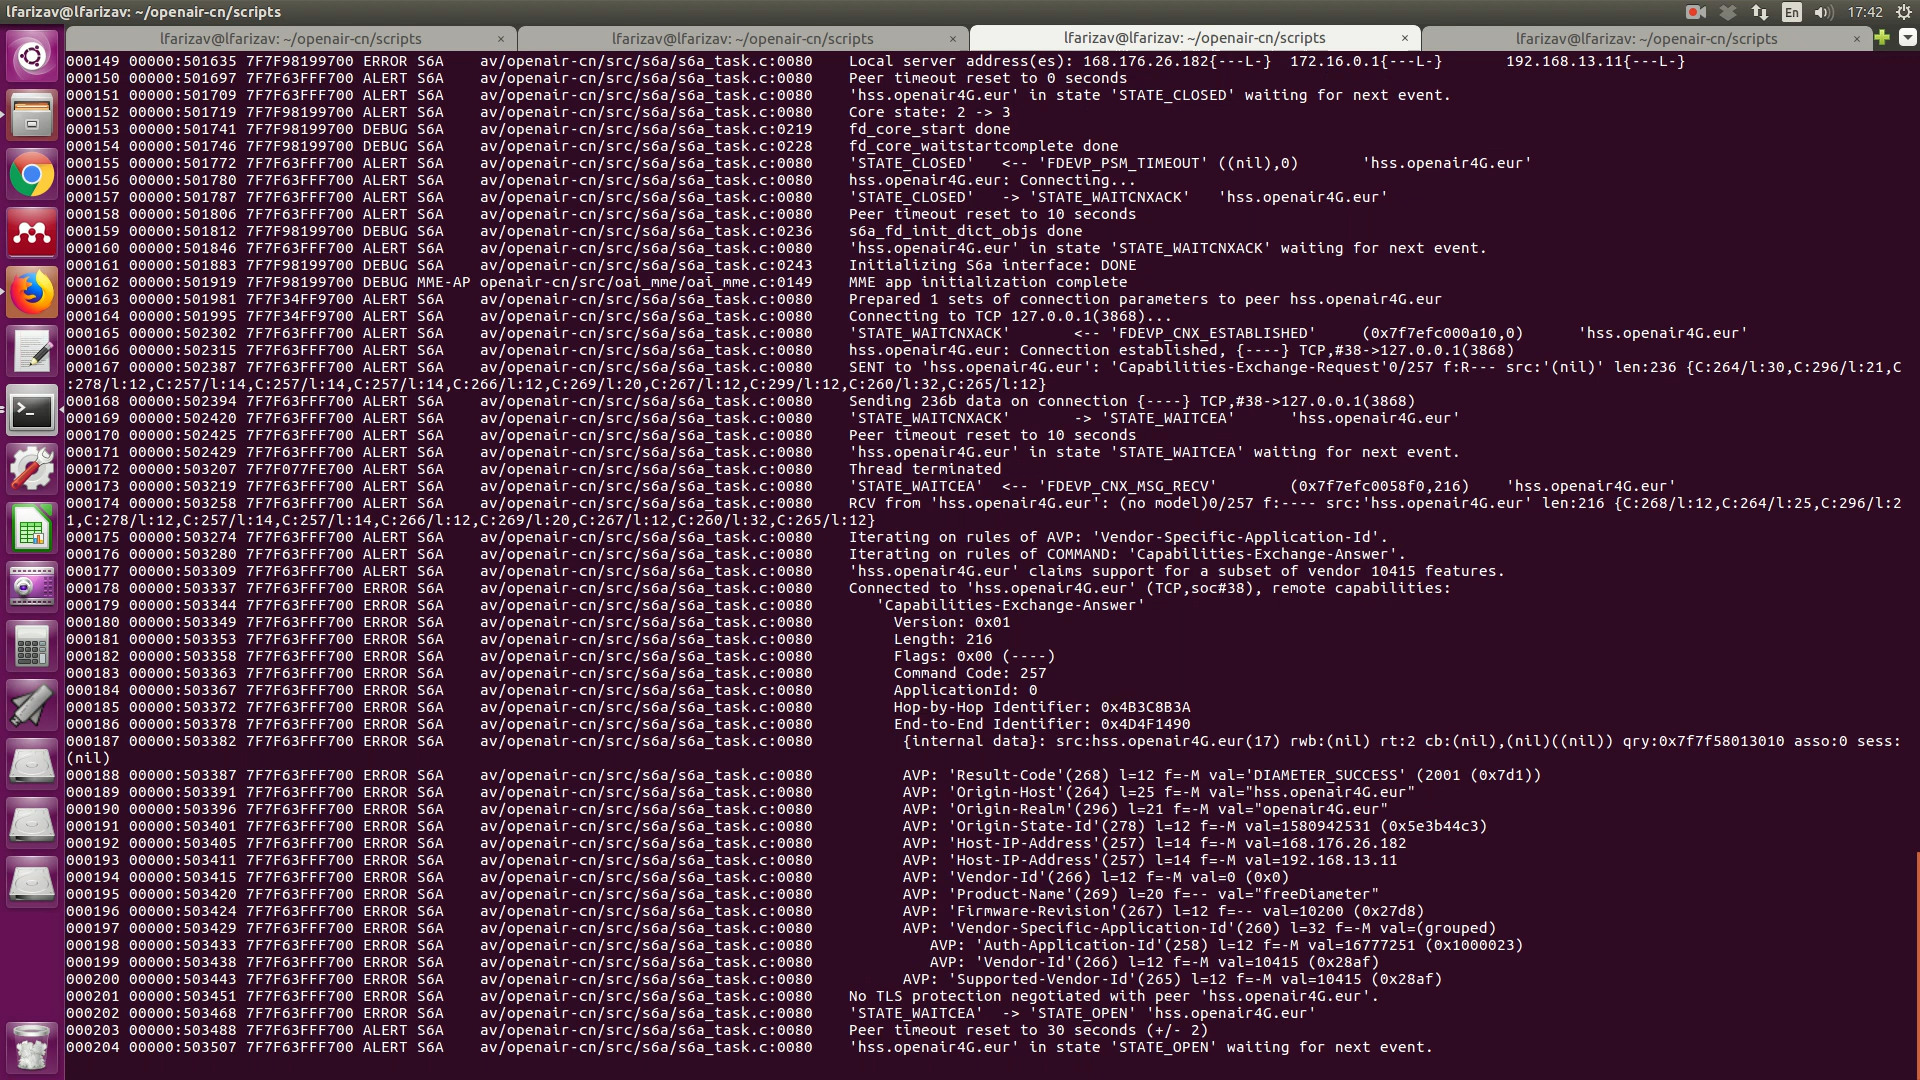 lfarizav@lfarizav: ~/openair-cn/scripts
En
17:42
lfarizav@lfarizav: ~/openair-cn/scripts ×
lfarizav@lfarizav: ~/openair-cn/scripts ×
lfarizav@lfarizav: ~/openair-cn/scripts ×
lfarizav@lfarizav: ~/openair-cn/scripts ×
000149 00000:501635 7F7F98199700 ERROR S6A    av/openair-cn/src/s6a/s6a_task.c:0080    Local server address(es): 168.176.26.182{---L-}  172.16.0.1{---L-}       192.168.13.11{---L-}
000150 00000:501697 7F7F63FFF700 ALERT S6A    av/openair-cn/src/s6a/s6a_task.c:0080    Peer timeout reset to 0 seconds
000151 00000:501709 7F7F63FFF700 ALERT S6A    av/openair-cn/src/s6a/s6a_task.c:0080    'hss.openair4G.eur' in state 'STATE_CLOSED' waiting for next event.
000152 00000:501719 7F7F98199700 ALERT S6A    av/openair-cn/src/s6a/s6a_task.c:0080    Core state: 2 -> 3
000153 00000:501741 7F7F98199700 DEBUG S6A    av/openair-cn/src/s6a/s6a_task.c:0219    fd_core_start done
000154 00000:501746 7F7F98199700 DEBUG S6A    av/openair-cn/src/s6a/s6a_task.c:0228    fd_core_waitstartcomplete done
000155 00000:501772 7F7F63FFF700 ALERT S6A    av/openair-cn/src/s6a/s6a_task.c:0080    'STATE_CLOSED'   <-- 'FDEVP_PSM_TIMEOUT' ((nil),0)       'hss.openair4G.eur'
000156 00000:501780 7F7F63FFF700 ALERT S6A    av/openair-cn/src/s6a/s6a_task.c:0080    hss.openair4G.eur: Connecting...
000157 00000:501787 7F7F63FFF700 ALERT S6A    av/openair-cn/src/s6a/s6a_task.c:0080    'STATE_CLOSED'   -> 'STATE_WAITCNXACK'   'hss.openair4G.eur'
000158 00000:501806 7F7F63FFF700 ALERT S6A    av/openair-cn/src/s6a/s6a_task.c:0080    Peer timeout reset to 10 seconds
000159 00000:501812 7F7F98199700 DEBUG S6A    av/openair-cn/src/s6a/s6a_task.c:0236    s6a_fd_init_dict_objs done
000160 00000:501846 7F7F63FFF700 ALERT S6A    av/openair-cn/src/s6a/s6a_task.c:0080    'hss.openair4G.eur' in state 'STATE_WAITCNXACK' waiting for next event.
000161 00000:501883 7F7F98199700 DEBUG S6A    av/openair-cn/src/s6a/s6a_task.c:0243    Initializing S6a interface: DONE
000162 00000:501919 7F7F98199700 DEBUG MME-AP openair-cn/src/oai_mme/oai_mme.c:0149    MME app initialization complete
000163 00000:501981 7F7F34FF9700 ALERT S6A    av/openair-cn/src/s6a/s6a_task.c:0080    Prepared 1 sets of connection parameters to peer hss.openair4G.eur
000164 00000:501995 7F7F34FF9700 ALERT S6A    av/openair-cn/src/s6a/s6a_task.c:0080    Connecting to TCP 127.0.0.1(3868)...
000165 00000:502302 7F7F63FFF700 ALERT S6A    av/openair-cn/src/s6a/s6a_task.c:0080    'STATE_WAITCNXACK'       <-- 'FDEVP_CNX_ESTABLISHED'     (0x7f7efc000a10,0)      'hss.openair4G.eur'
000166 00000:502315 7F7F63FFF700 ALERT S6A    av/openair-cn/src/s6a/s6a_task.c:0080    hss.openair4G.eur: Connection established, {----} TCP,#38->127.0.0.1(3868)
000167 00000:502387 7F7F63FFF700 ALERT S6A    av/openair-cn/src/s6a/s6a_task.c:0080    SENT to 'hss.openair4G.eur': 'Capabilities-Exchange-Request'0/257 f:R--- src:'(nil)' len:236 {C:264/l:30,C:296/l:21,C
:278/l:12,C:257/l:14,C:257/l:14,C:257/l:14,C:266/l:12,C:269/l:20,C:267/l:12,C:299/l:12,C:260/l:32,C:265/l:12}
000168 00000:502394 7F7F63FFF700 ALERT S6A    av/openair-cn/src/s6a/s6a_task.c:0080    Sending 236b data on connection {----} TCP,#38->127.0.0.1(3868)
000169 00000:502420 7F7F63FFF700 ALERT S6A    av/openair-cn/src/s6a/s6a_task.c:0080    'STATE_WAITCNXACK'       -> 'STATE_WAITCEA'      'hss.openair4G.eur'
000170 00000:502425 7F7F63FFF700 ALERT S6A    av/openair-cn/src/s6a/s6a_task.c:0080    Peer timeout reset to 10 seconds
000171 00000:502429 7F7F63FFF700 ALERT S6A    av/openair-cn/src/s6a/s6a_task.c:0080    'hss.openair4G.eur' in state 'STATE_WAITCEA' waiting for next event.
000172 00000:503207 7F7F077FE700 ALERT S6A    av/openair-cn/src/s6a/s6a_task.c:0080    Thread terminated
000173 00000:503219 7F7F63FFF700 ALERT S6A    av/openair-cn/src/s6a/s6a_task.c:0080    'STATE_WAITCEA'  <-- 'FDEVP_CNX_MSG_RECV'        (0x7f7efc0058f0,216)    'hss.openair4G.eur'
000174 00000:503258 7F7F63FFF700 ALERT S6A    av/openair-cn/src/s6a/s6a_task.c:0080    RCV from 'hss.openair4G.eur': (no model)0/257 f:---- src:'hss.openair4G.eur' len:216 {C:268/l:12,C:264/l:25,C:296/l:2
1,C:278/l:12,C:257/l:14,C:257/l:14,C:266/l:12,C:269/l:20,C:267/l:12,C:260/l:32,C:265/l:12}
000175 00000:503274 7F7F63FFF700 ALERT S6A    av/openair-cn/src/s6a/s6a_task.c:0080    Iterating on rules of AVP: 'Vendor-Specific-Application-Id'.
000176 00000:503280 7F7F63FFF700 ALERT S6A    av/openair-cn/src/s6a/s6a_task.c:0080    Iterating on rules of COMMAND: 'Capabilities-Exchange-Answer'.
000177 00000:503309 7F7F63FFF700 ALERT S6A    av/openair-cn/src/s6a/s6a_task.c:0080    'hss.openair4G.eur' claims support for a subset of vendor 10415 features.
000178 00000:503337 7F7F63FFF700 ERROR S6A    av/openair-cn/src/s6a/s6a_task.c:0080    Connected to 'hss.openair4G.eur' (TCP,soc#38), remote capabilities:
000179 00000:503344 7F7F63FFF700 ERROR S6A    av/openair-cn/src/s6a/s6a_task.c:0080       'Capabilities-Exchange-Answer'
000180 00000:503349 7F7F63FFF700 ERROR S6A    av/openair-cn/src/s6a/s6a_task.c:0080         Version: 0x01
000181 00000:503353 7F7F63FFF700 ERROR S6A    av/openair-cn/src/s6a/s6a_task.c:0080         Length: 216
000182 00000:503358 7F7F63FFF700 ERROR S6A    av/openair-cn/src/s6a/s6a_task.c:0080         Flags: 0x00 (----)
000183 00000:503363 7F7F63FFF700 ERROR S6A    av/openair-cn/src/s6a/s6a_task.c:0080         Command Code: 257
000184 00000:503367 7F7F63FFF700 ERROR S6A    av/openair-cn/src/s6a/s6a_task.c:0080         ApplicationId: 0
000185 00000:503372 7F7F63FFF700 ERROR S6A    av/openair-cn/src/s6a/s6a_task.c:0080         Hop-by-Hop Identifier: 0x4B3C8B3A
000186 00000:503378 7F7F63FFF700 ERROR S6A    av/openair-cn/src/s6a/s6a_task.c:0080         End-to-End Identifier: 0x4D4F1490
000187 00000:503382 7F7F63FFF700 ERROR S6A    av/openair-cn/src/s6a/s6a_task.c:0080          {internal data}: src:hss.openair4G.eur(17) rwb:(nil) rt:2 cb:(nil),(nil)((nil)) qry:0x7f7f58013010 asso:0 sess:
(nil)
000188 00000:503387 7F7F63FFF700 ERROR S6A    av/openair-cn/src/s6a/s6a_task.c:0080          AVP: 'Result-Code'(268) l=12 f=-M val='DIAMETER_SUCCESS' (2001 (0x7d1))
000189 00000:503391 7F7F63FFF700 ERROR S6A    av/openair-cn/src/s6a/s6a_task.c:0080          AVP: 'Origin-Host'(264) l=25 f=-M val="hss.openair4G.eur"
000190 00000:503396 7F7F63FFF700 ERROR S6A    av/openair-cn/src/s6a/s6a_task.c:0080          AVP: 'Origin-Realm'(296) l=21 f=-M val="openair4G.eur"
000191 00000:503401 7F7F63FFF700 ERROR S6A    av/openair-cn/src/s6a/s6a_task.c:0080          AVP: 'Origin-State-Id'(278) l=12 f=-M val=1580942531 (0x5e3b44c3)
000192 00000:503405 7F7F63FFF700 ERROR S6A    av/openair-cn/src/s6a/s6a_task.c:0080          AVP: 'Host-IP-Address'(257) l=14 f=-M val=168.176.26.182
000193 00000:503411 7F7F63FFF700 ERROR S6A    av/openair-cn/src/s6a/s6a_task.c:0080          AVP: 'Host-IP-Address'(257) l=14 f=-M val=192.168.13.11
000194 00000:503415 7F7F63FFF700 ERROR S6A    av/openair-cn/src/s6a/s6a_task.c:0080          AVP: 'Vendor-Id'(266) l=12 f=-M val=0 (0x0)
000195 00000:503420 7F7F63FFF700 ERROR S6A    av/openair-cn/src/s6a/s6a_task.c:0080          AVP: 'Product-Name'(269) l=20 f=-- val="freeDiameter"
000196 00000:503424 7F7F63FFF700 ERROR S6A    av/openair-cn/src/s6a/s6a_task.c:0080          AVP: 'Firmware-Revision'(267) l=12 f=-- val=10200 (0x27d8)
000197 00000:503429 7F7F63FFF700 ERROR S6A    av/openair-cn/src/s6a/s6a_task.c:0080          AVP: 'Vendor-Specific-Application-Id'(260) l=32 f=-M val=(grouped)
000198 00000:503433 7F7F63FFF700 ERROR S6A    av/openair-cn/src/s6a/s6a_task.c:0080             AVP: 'Auth-Application-Id'(258) l=12 f=-M val=16777251 (0x1000023)
000199 00000:503438 7F7F63FFF700 ERROR S6A    av/openair-cn/src/s6a/s6a_task.c:0080             AVP: 'Vendor-Id'(266) l=12 f=-M val=10415 (0x28af)
000200 00000:503443 7F7F63FFF700 ERROR S6A    av/openair-cn/src/s6a/s6a_task.c:0080          AVP: 'Supported-Vendor-Id'(265) l=12 f=-M val=10415 (0x28af)
000201 00000:503451 7F7F63FFF700 ERROR S6A    av/openair-cn/src/s6a/s6a_task.c:0080    No TLS protection negotiated with peer 'hss.openair4G.eur'.
000202 00000:503468 7F7F63FFF700 ERROR S6A    av/openair-cn/src/s6a/s6a_task.c:0080    'STATE_WAITCEA'  -> 'STATE_OPEN' 'hss.openair4G.eur'
000203 00000:503488 7F7F63FFF700 ALERT S6A    av/openair-cn/src/s6a/s6a_task.c:0080    Peer timeout reset to 30 seconds (+/- 2)
000204 00000:503507 7F7F63FFF700 ALERT S6A    av/openair-cn/src/s6a/s6a_task.c:0080    'hss.openair4G.eur' in state 'STATE_OPEN' waiting for next event.